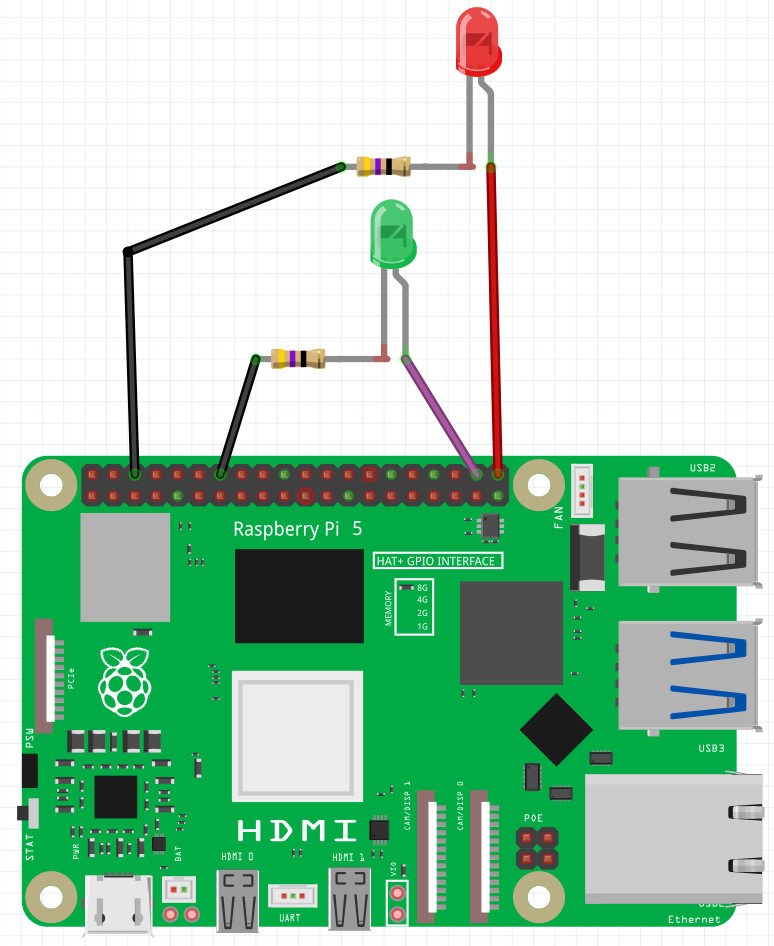 USB2
FAN
Raspberry Pi 5
HAT+ GPIO INTERFACE
MEMORY
8G
4G
2G
1G
PCIe
PSW
USB3
CAM/DISP 1
CAM/DISP 0
POE
HDMI
STAT
PWR
BAT
HDMI 0
HDMI 1
VIO
UART
Ethernet